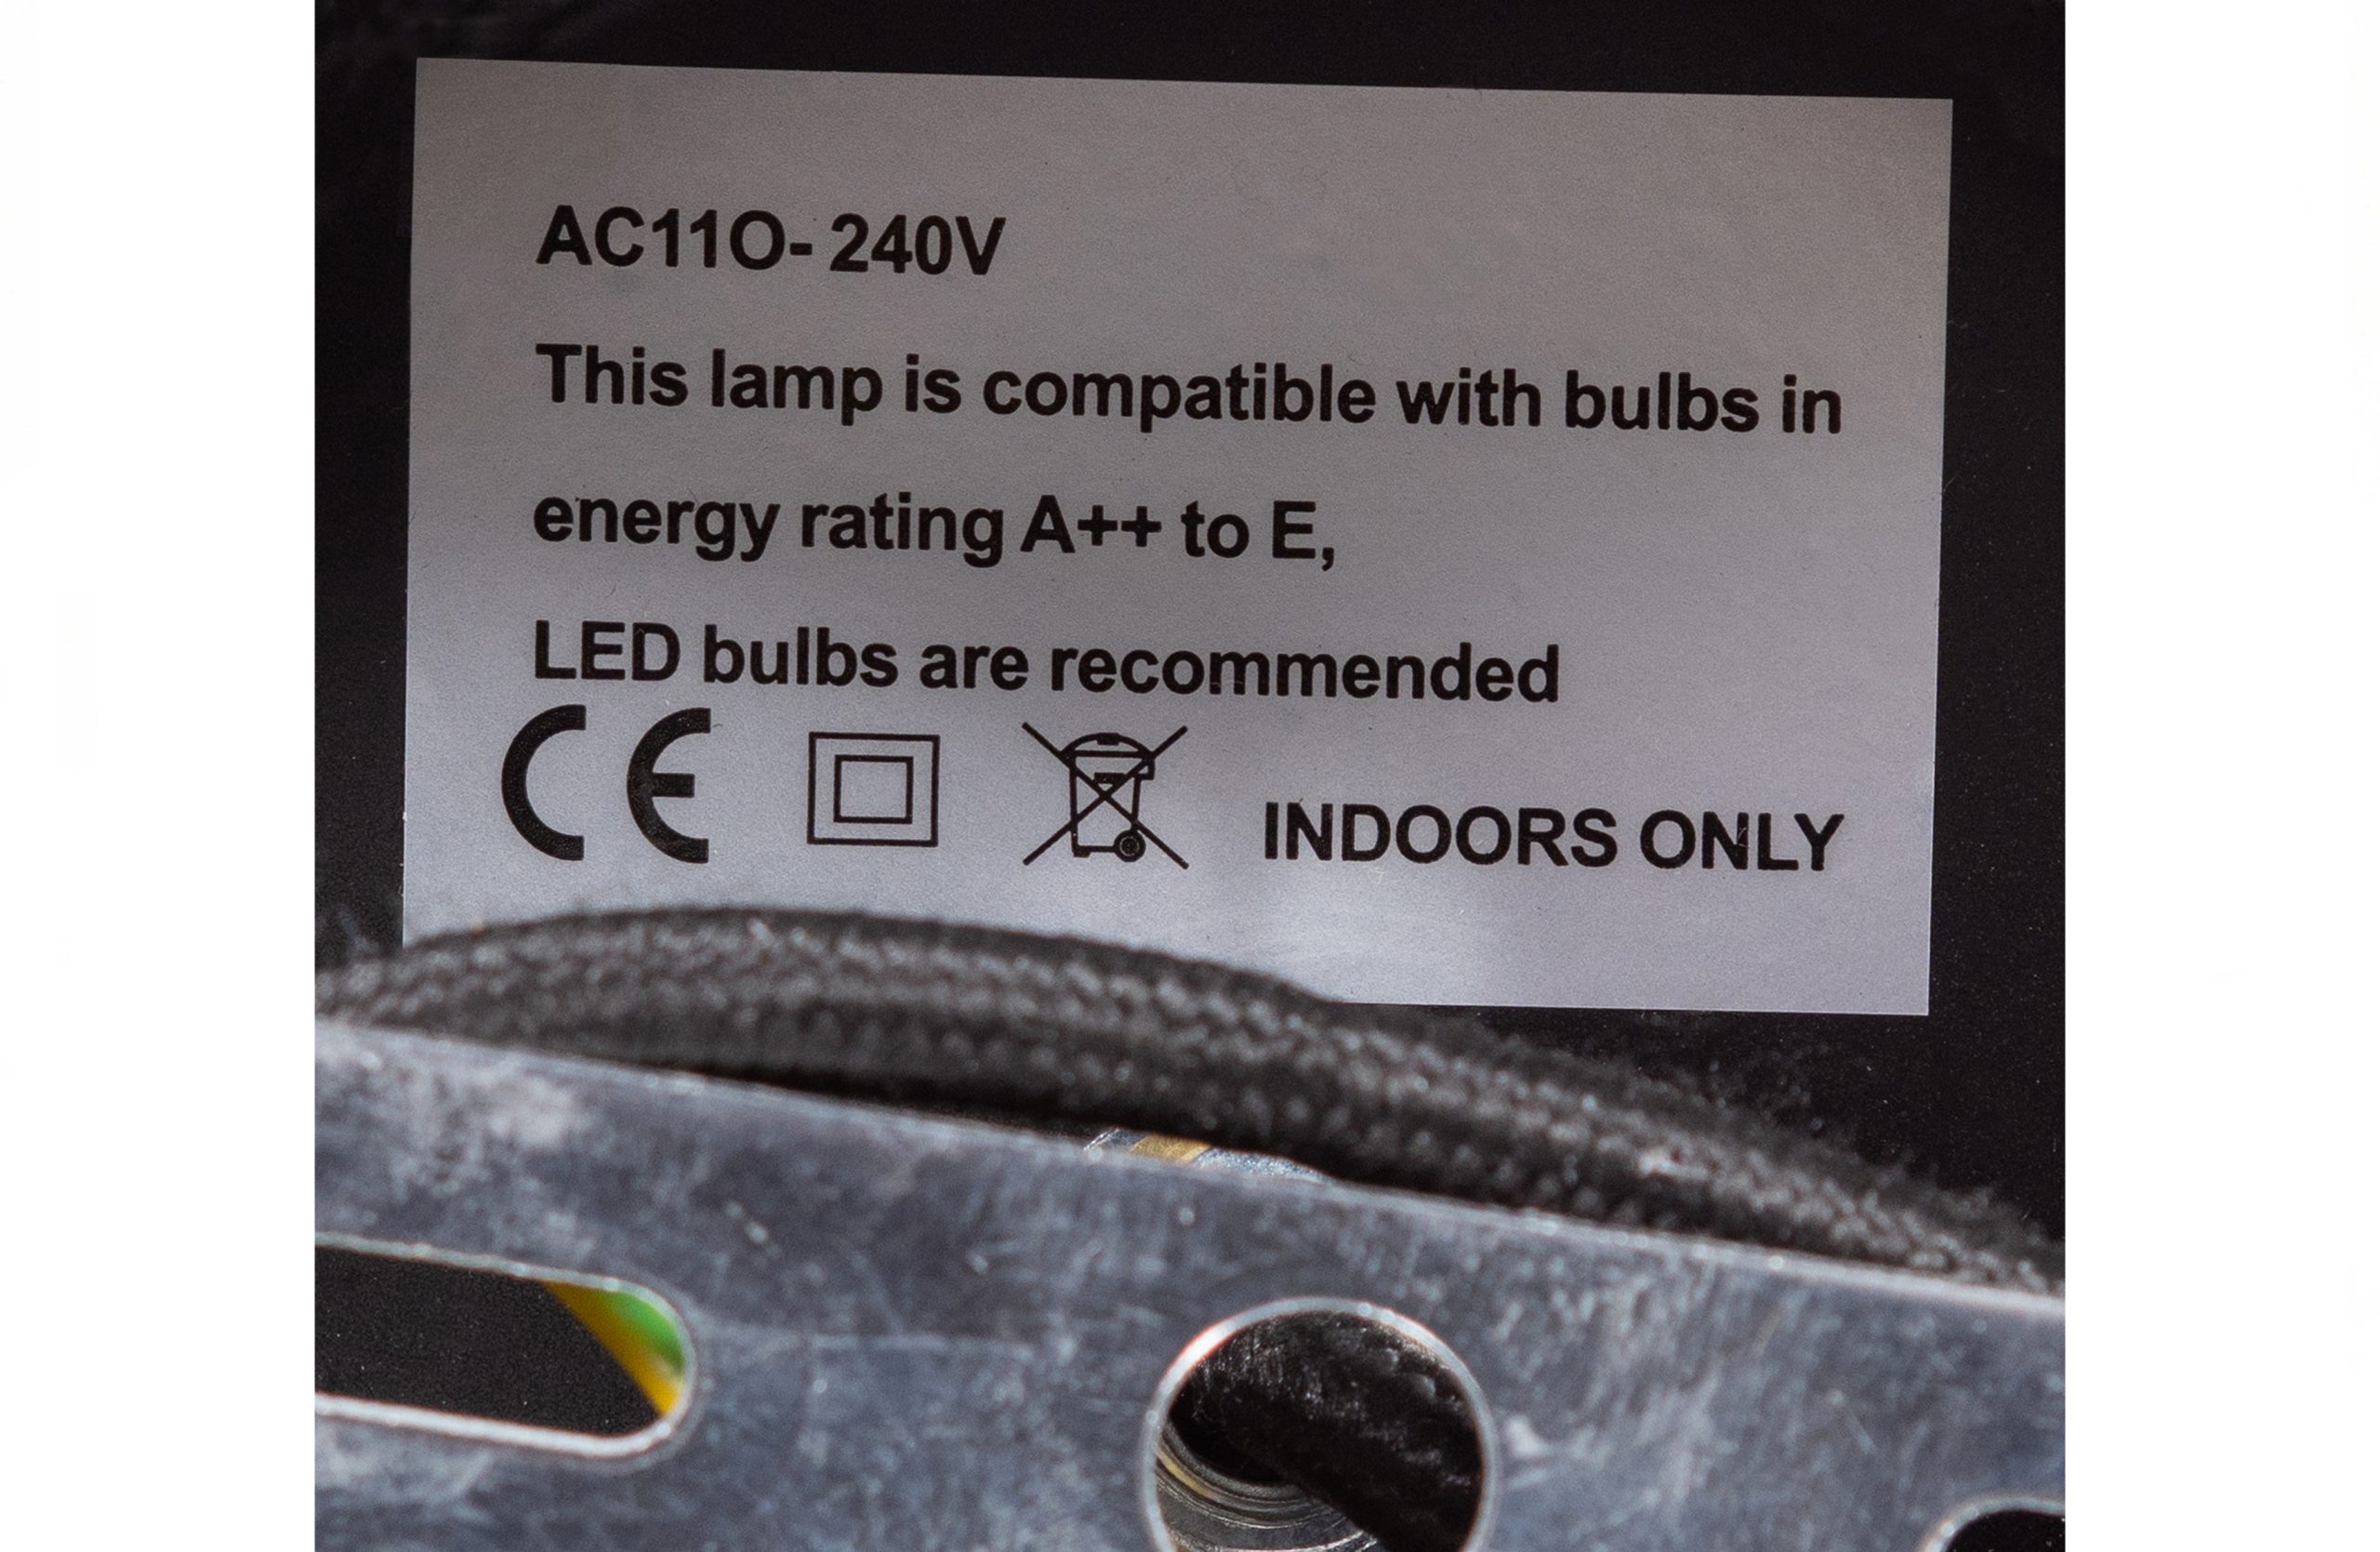 AC11O- 240V
This lamp is compatible with bulbs in
energy rating A++ to E,
LED bulbs are recommended
CE INDOORS ONLY